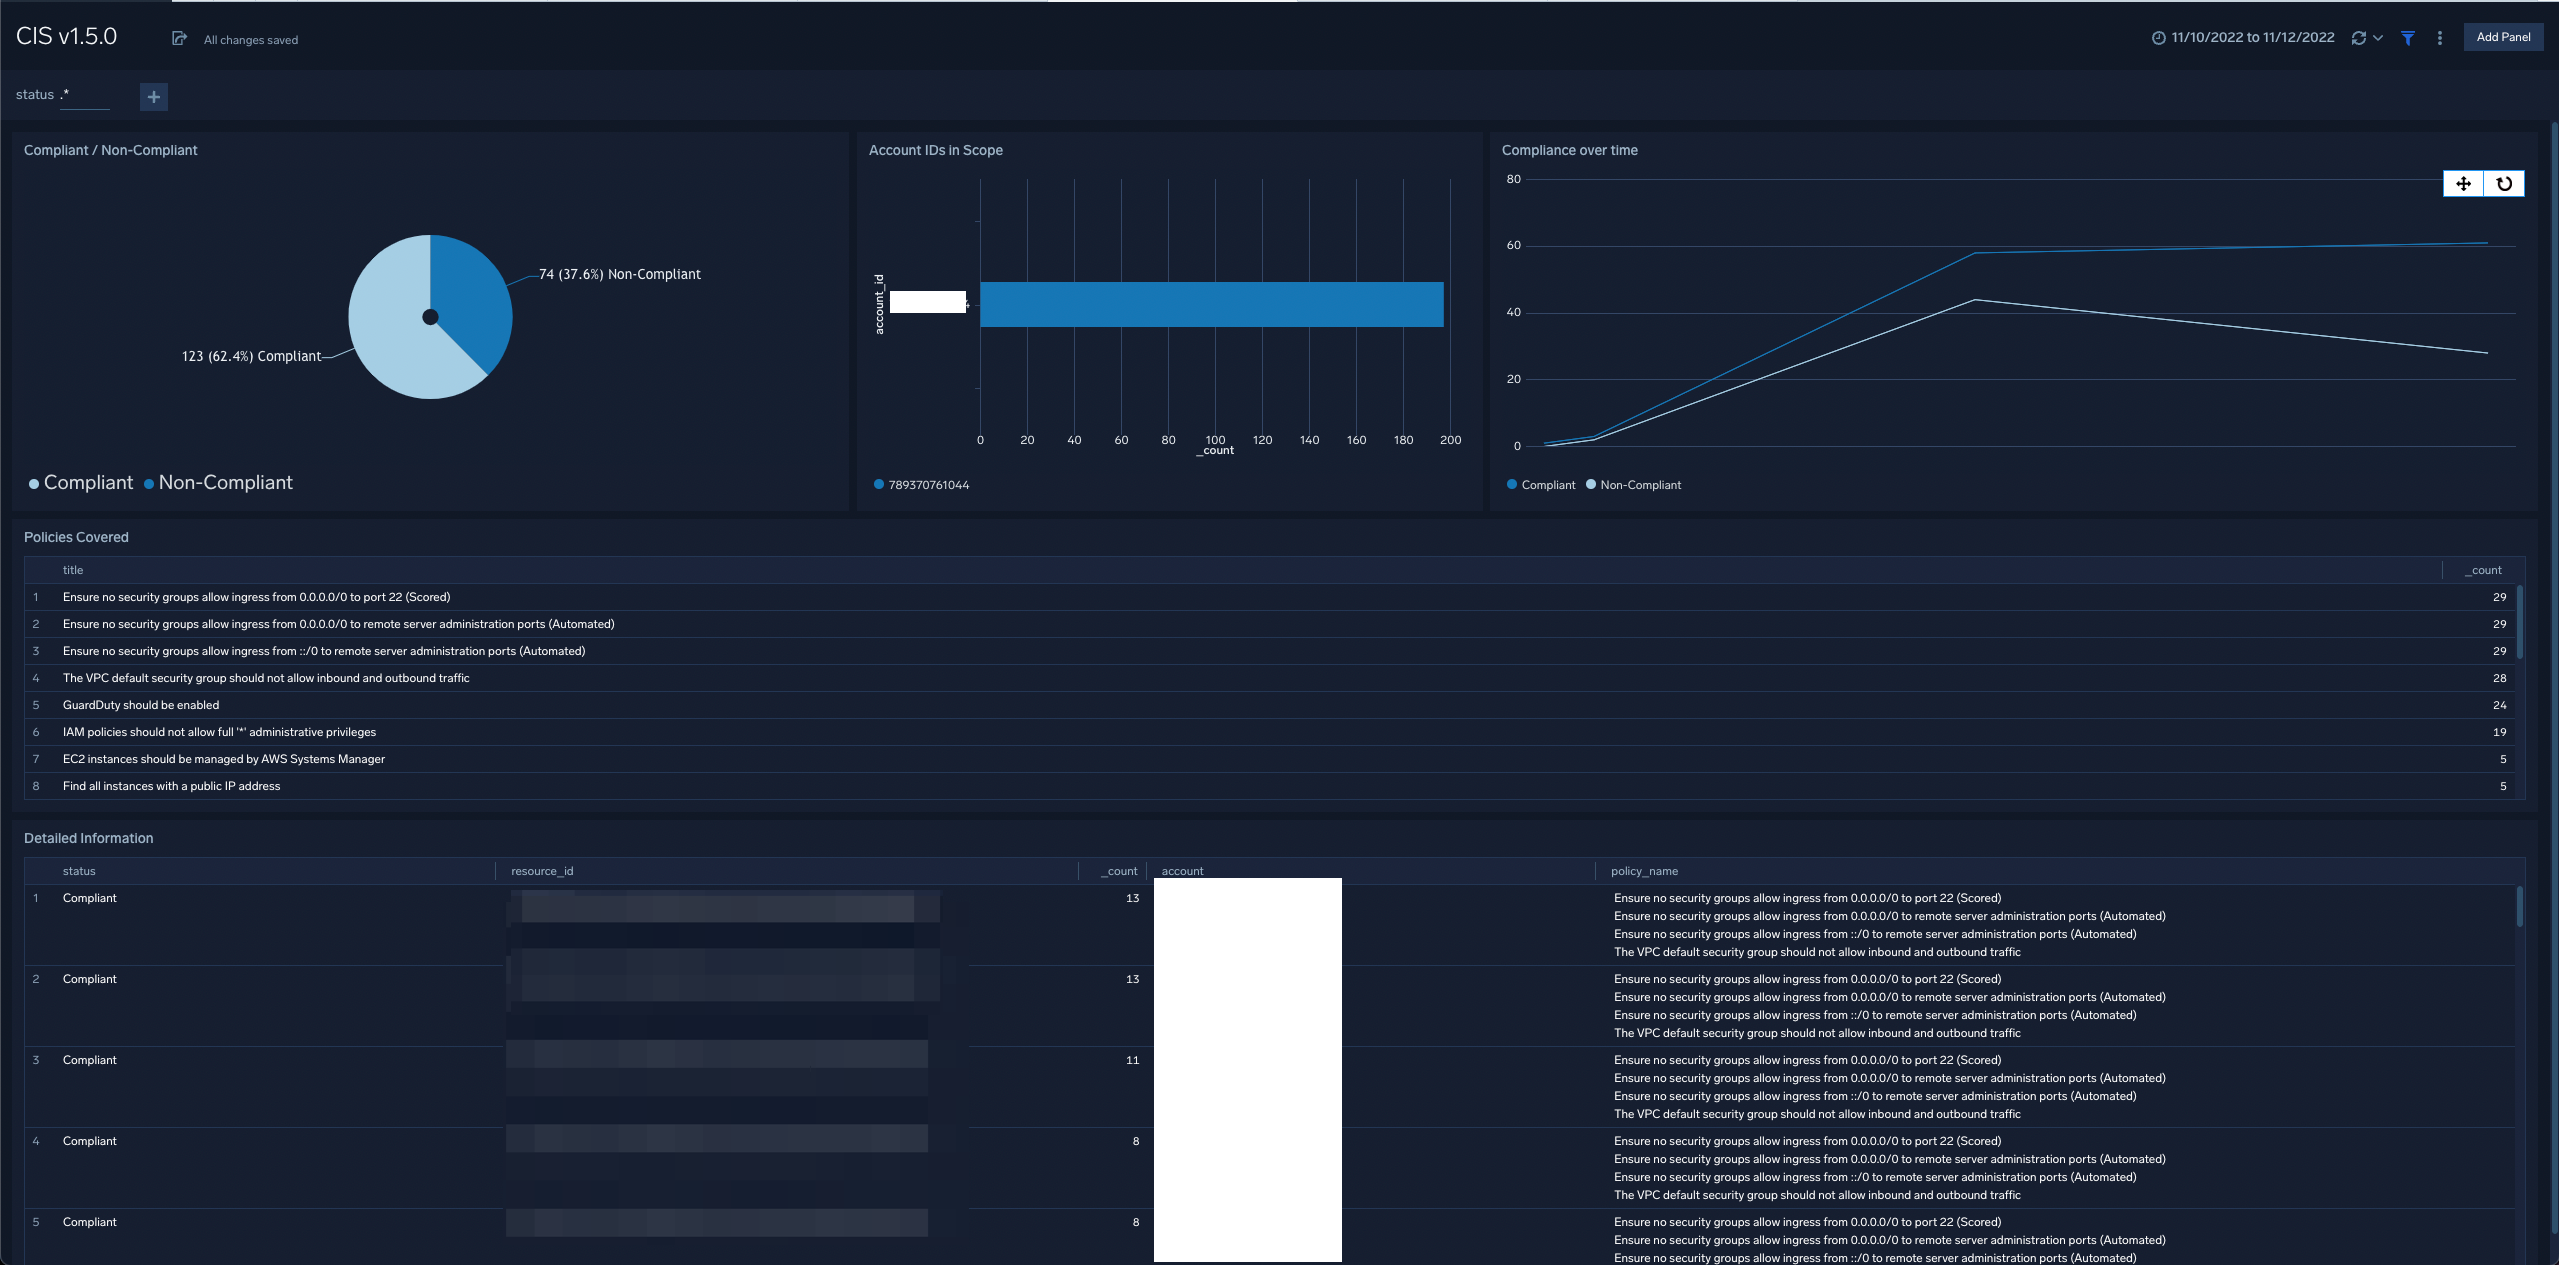 CIS v1.5.0
All changes saved
11/10/2022 to 11/12/2022
Add Panel
status .*
Compliant / Non-Compliant
74 (37.6%) Non-Compliant
123 (62.4%) Compliant
Compliant Non-Compliant
Account IDs in Scope
account_id
0 20 40 60 80 100 120 140 160 180 200
_count
789370761044
Compliance over time
80
60
40
20
0
Compliant Non-Compliant
Policies Covered
title _count
1 Ensure no security groups allow ingress from 0.0.0.0/0 to port 22 (Scored) 29
2 Ensure no security groups allow ingress from 0.0.0.0/0 to remote server administration ports (Automated) 29
3 Ensure no security groups allow ingress from ::/0 to remote server administration ports (Automated) 29
4 The VPC default security group should not allow inbound and outbound traffic 28
5 GuardDuty should be enabled 24
6 IAM policies should not allow full '*' administrative privileges 19
7 EC2 instances should be managed by AWS Systems Manager 5
8 Find all instances with a public IP address 5
Detailed Information
status resource_id _count account policy_name
1 Compliant 13 Ensure no security groups allow ingress from 0.0.0.0/0 to port 22 (Scored)
Ensure no security groups allow ingress from 0.0.0.0/0 to remote server administration ports (Automated)
Ensure no security groups allow ingress from ::/0 to remote server administration ports (Automated)
The VPC default security group should not allow inbound and outbound traffic
2 Compliant 13 Ensure no security groups allow ingress from 0.0.0.0/0 to port 22 (Scored)
Ensure no security groups allow ingress from 0.0.0.0/0 to remote server administration ports (Automated)
Ensure no security groups allow ingress from ::/0 to remote server administration ports (Automated)
The VPC default security group should not allow inbound and outbound traffic
3 Compliant 11 Ensure no security groups allow ingress from 0.0.0.0/0 to port 22 (Scored)
Ensure no security groups allow ingress from 0.0.0.0/0 to remote server administration ports (Automated)
Ensure no security groups allow ingress from ::/0 to remote server administration ports (Automated)
The VPC default security group should not allow inbound and outbound traffic
4 Compliant 8 Ensure no security groups allow ingress from 0.0.0.0/0 to port 22 (Scored)
Ensure no security groups allow ingress from 0.0.0.0/0 to remote server administration ports (Automated)
Ensure no security groups allow ingress from ::/0 to remote server administration ports (Automated)
The VPC default security group should not allow inbound and outbound traffic
5 Compliant 8 Ensure no security groups allow ingress from 0.0.0.0/0 to port 22 (Scored)
Ensure no security groups allow ingress from 0.0.0.0/0 to remote server administration ports (Automated)
Ensure no security groups allow ingress from ::/0 to remote server administration ports (Automated)